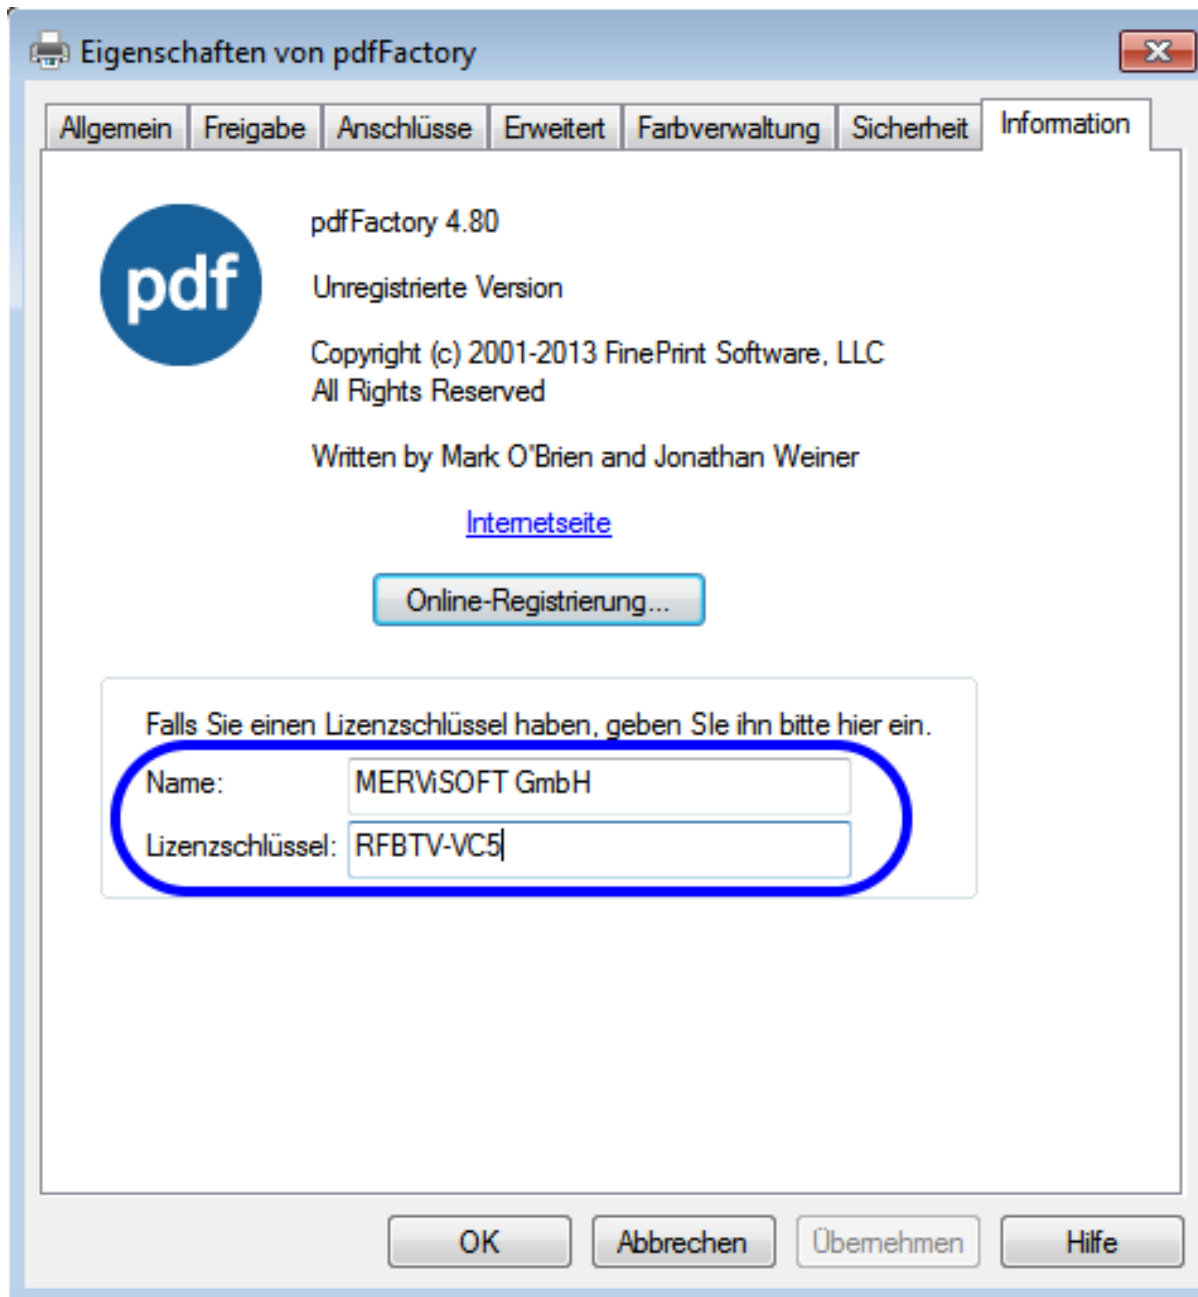 Eigenschaften von pdfFactory
Allgemein Freigabe Anschlüsse Erweitert Farbverwaltung Sicherheit Information
pdf
pdfFactory 4.80
Unregistrierte Version
Copyright (c) 2001-2013 FinePrint Software, LLC
All Rights Reserved
Written by Mark O'Brien and Jonathan Weiner
Internetseite
Online-Registrierung...
Falls Sie einen Lizenzschlüssel haben, geben SIe ihn bitte hier ein.
Name: MERViSOFT GmbH
Lizenzschlüssel: RFBTV-VC5
OK Abbrechen Übernehmen Hilfe